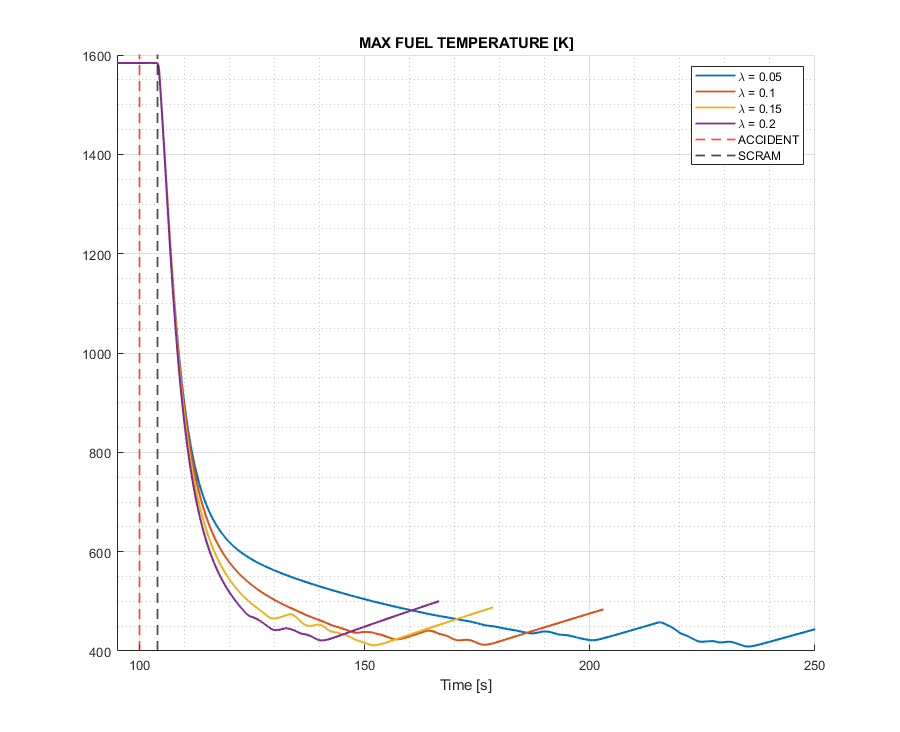 MAX FUEL TEMPERATURE [K]
1600
1400
1200
1000
800
600
400
λ = 0.05
λ = 0.1
λ = 0.15
λ = 0.2
ACCIDENT
SCRAM
100
150
200
250
Time [s]